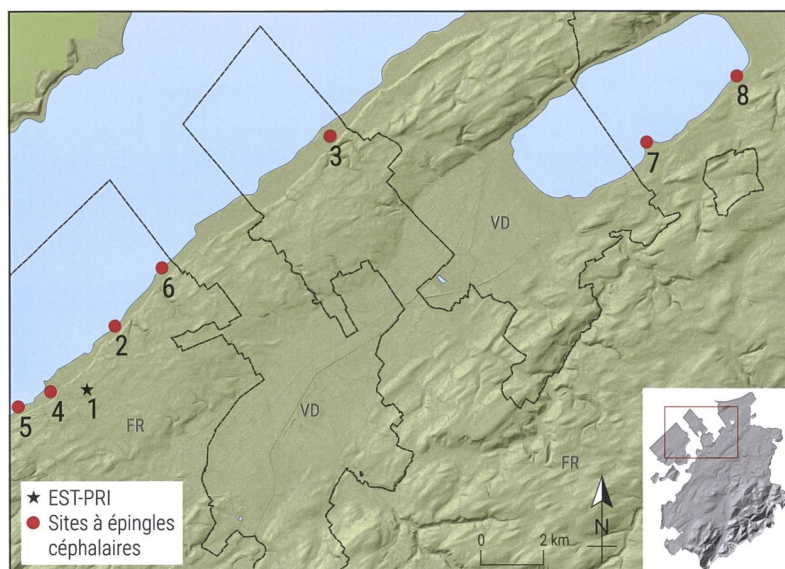 3
8
7
VD
6
2
4
1
5
FR
VD
FR
EST-PRI
Sites à épingles
céphalaires
N
0 2 km